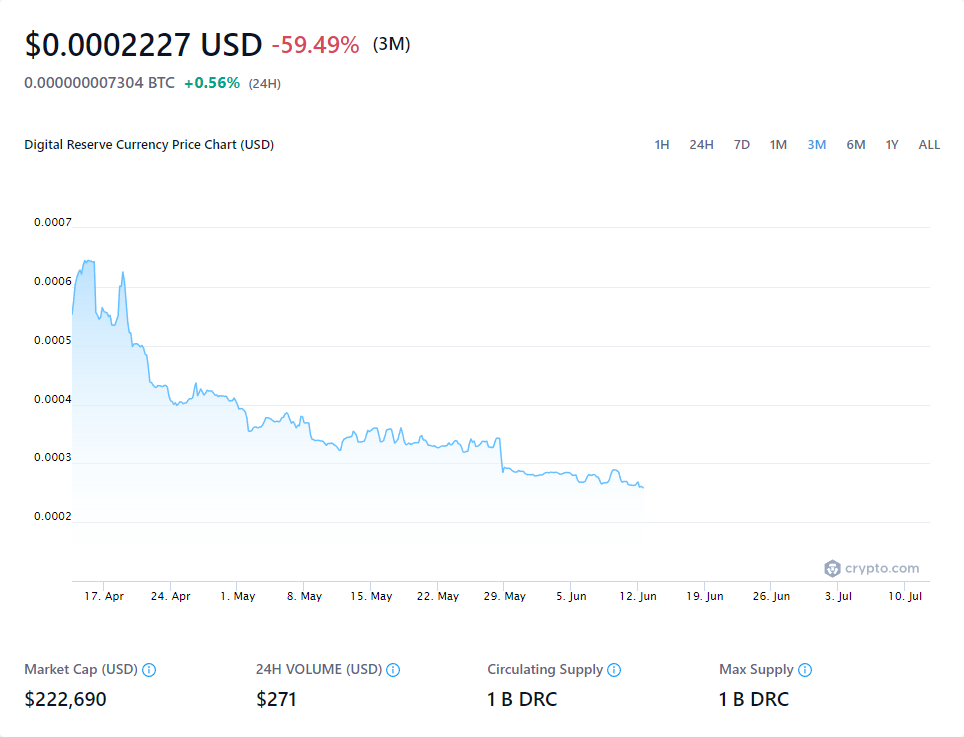 $0.0002227 USD -59.49% (3M)
0.000000007304 BTC +0.56% (24H)
Digital Reserve Currency Price Chart (USD) 1H 24H 7D 1M 3M 6M 1Y ALL
0.0007
0.0006
0.0005
0.0004
0.0003
0.0002
crypto.com
17. Apr 24. Apr 1. May 8. May 15. May 22. May 29. May 5. Jun 12. Jun 19. Jun 26. Jun 3. Jul 10. Jul
Market Cap (USD) 24H VOLUME (USD) Circulating Supply Max Supply
$222,690 $271 1 B DRC 1 B DRC